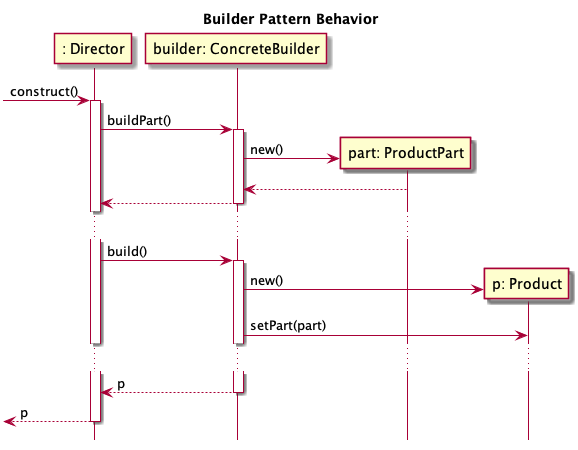 Builder Pattern Behavior
: Director
builder: ConcreteBuilder
construct()
buildPart()
new()
part: ProductPart
build()
new()
p: Product
setPart(part)
p
p